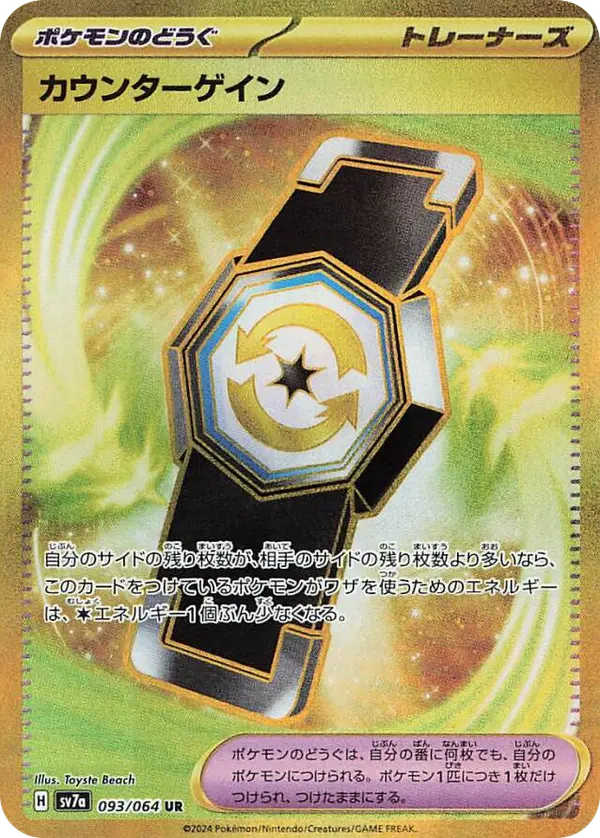 ポケモンのどうぐ トレーナーズ
カウンターゲイン
自分のサイドの残り枚数が、相手のサイドの残り枚数より多いなら、
このカードをつけているポケモンがワザを使うためのエネルギー
は、エネルギー1個ぶん少なくなる。
ポケモンのどうぐは、自分の番に何枚でも、自分の
ポケモンにつけられる。ポケモン1匹につき1枚だけ
つけられ、つけたままにする。
Illus. Toyste Beach
H sv7a 093/064 UR
©2024 Pokémon/Nintendo/Creatures/GAME FREAK.